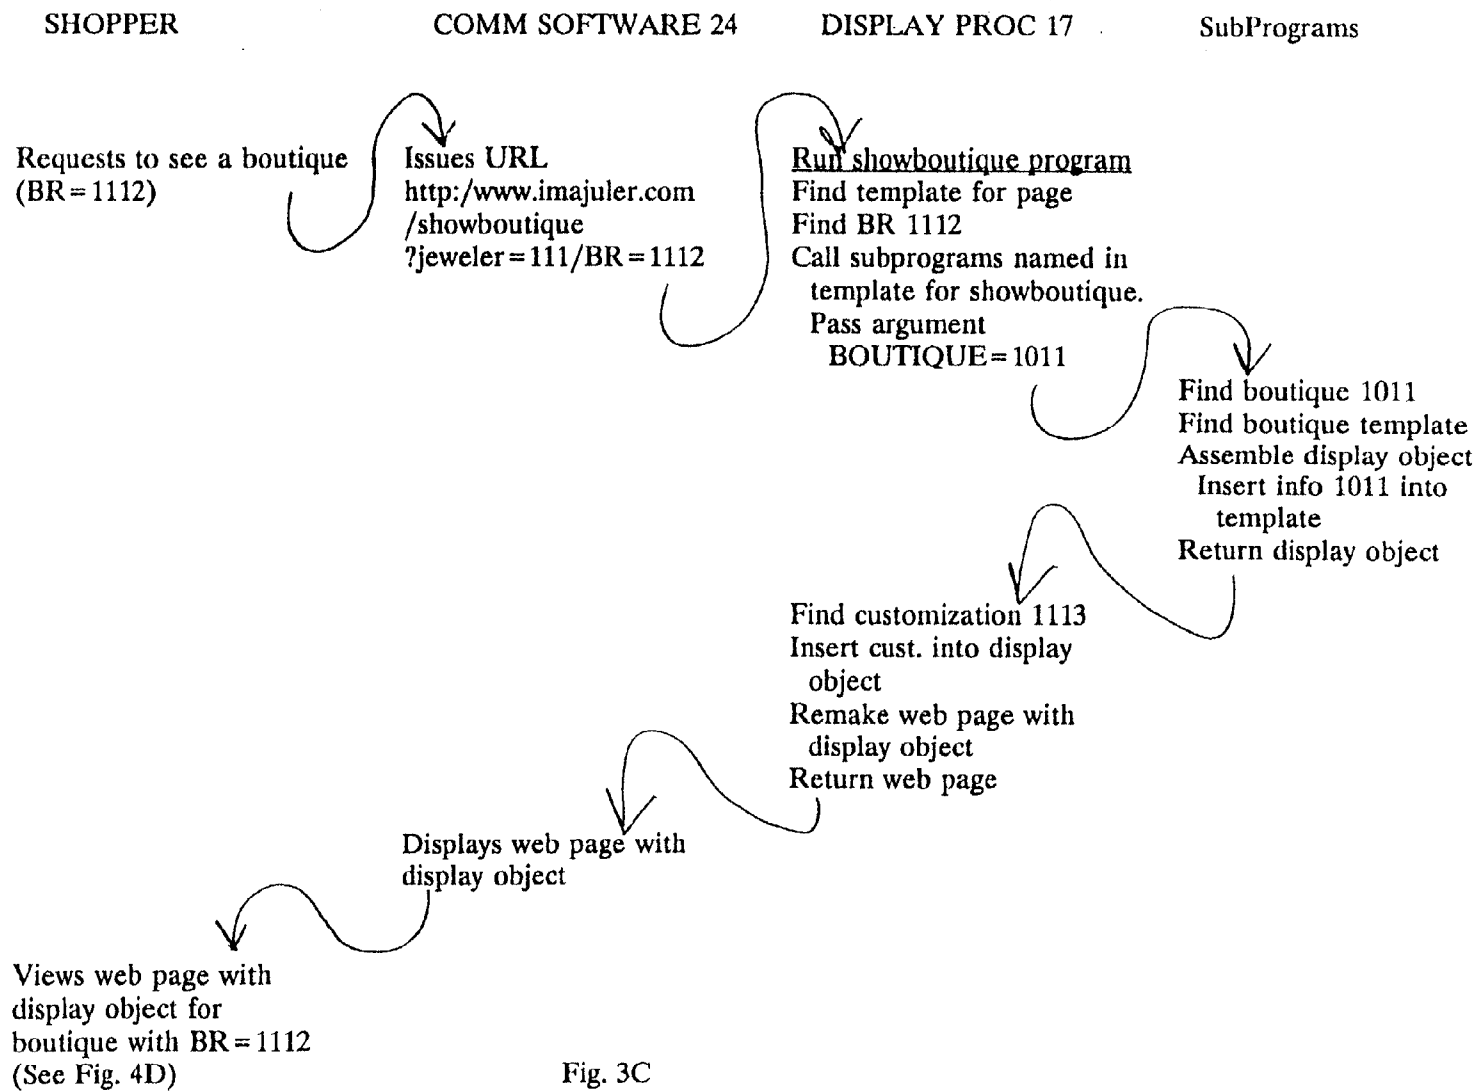 SHOPPER
COMM SOFTWARE 24
DISPLAY PROC 17
SubPrograms
Requests to see a boutique
(BR=1112)
Issues URL
http:/www.imajuler.com
/showboutique
?jeweler=111/BR=1112
Run showboutique program
Find template for page
Find BR 1112
Call subprograms named in
template for showboutique.
Pass argument
BOUTIQUE=1011
Find boutique 1011
Find boutique template
Assemble display object
Insert info 1011 into
template
Return display object
Find customization 1113
Insert cust. into display
object
Remake web page with
display object
Return web page
Displays web page with
display object
Views web page with
display object for
boutique with BR=1112
(See Fig. 4D)
Fig. 3C